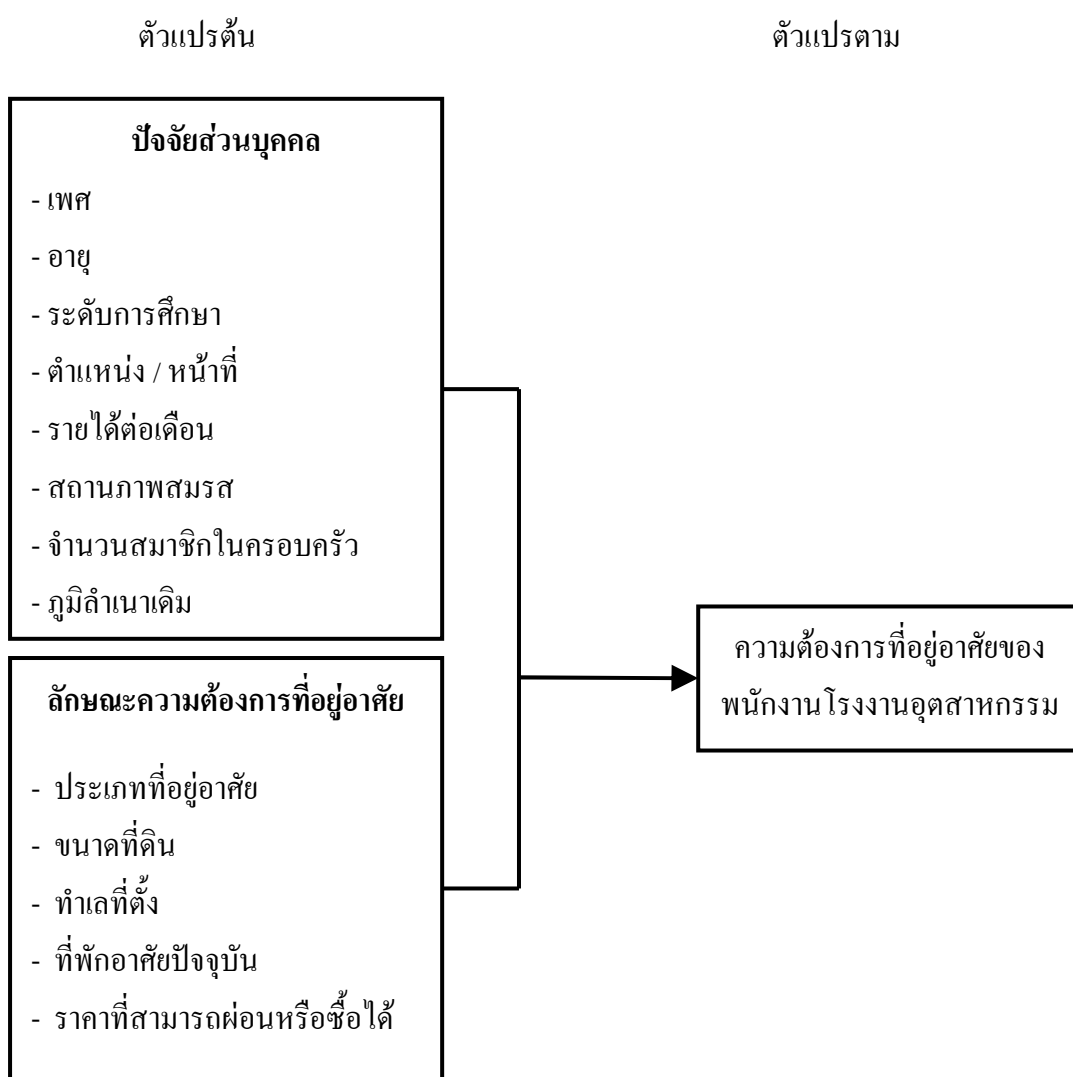 ตัวแปรต้น
ตัวแปรตาม
ปัจจัยส่วนบุคคล
- เพศ
- อายุ
- ระดับการศึกษา
- ตำแหน่ง / หน้าที่
- รายได้ต่อเดือน
- สถานภาพสมรส
- จำนวนสมาชิกในครอบครัว
- ภูมิลำเนาเดิม
ลักษณะความต้องการที่อยู่อาศัย
- ประเภทที่อยู่อาศัย
- ขนาดที่ดิน
- ทำเลที่ตั้ง
- ที่พักอาศัยปัจจุบัน
- ราคาที่สามารถผ่อนหรือซื้อได้
ความต้องการที่อยู่อาศัยของ
พนักงานโรงงานอุตสาหกรรม